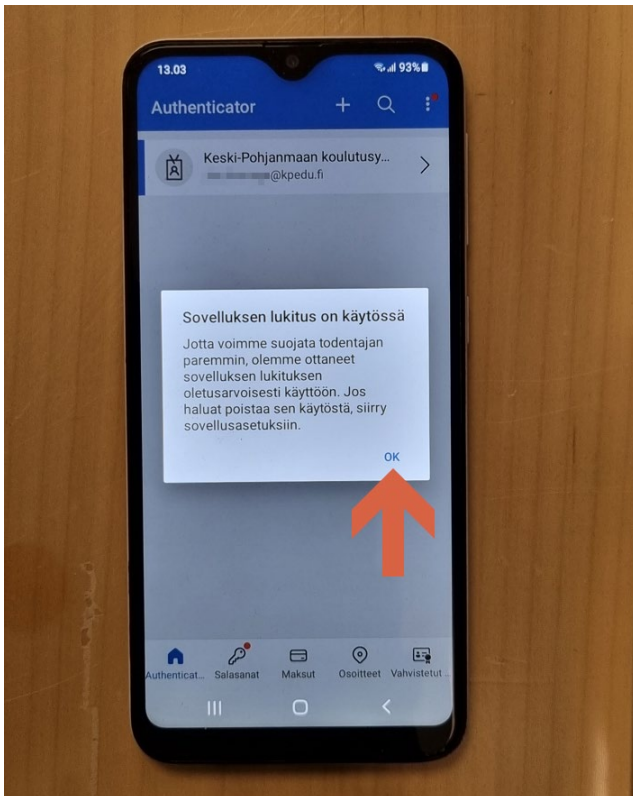 13.03 93%
Authenticator
Keski-Pohjanmaan koulutusy...
@kpedu.fi
Sovelluksen lukitus on käytössä
Jotta voimme suojata todentajan
paremmin, olemme ottaneet
sovelluksen lukituksen
oletusarvoisesti käyttöön. Jos
haluat poistaa sen käytöstä, siirry
sovellusasetuksiin.
OK
Authenticat... Salasanat Maksut Osoitteet Vahvistetut ...